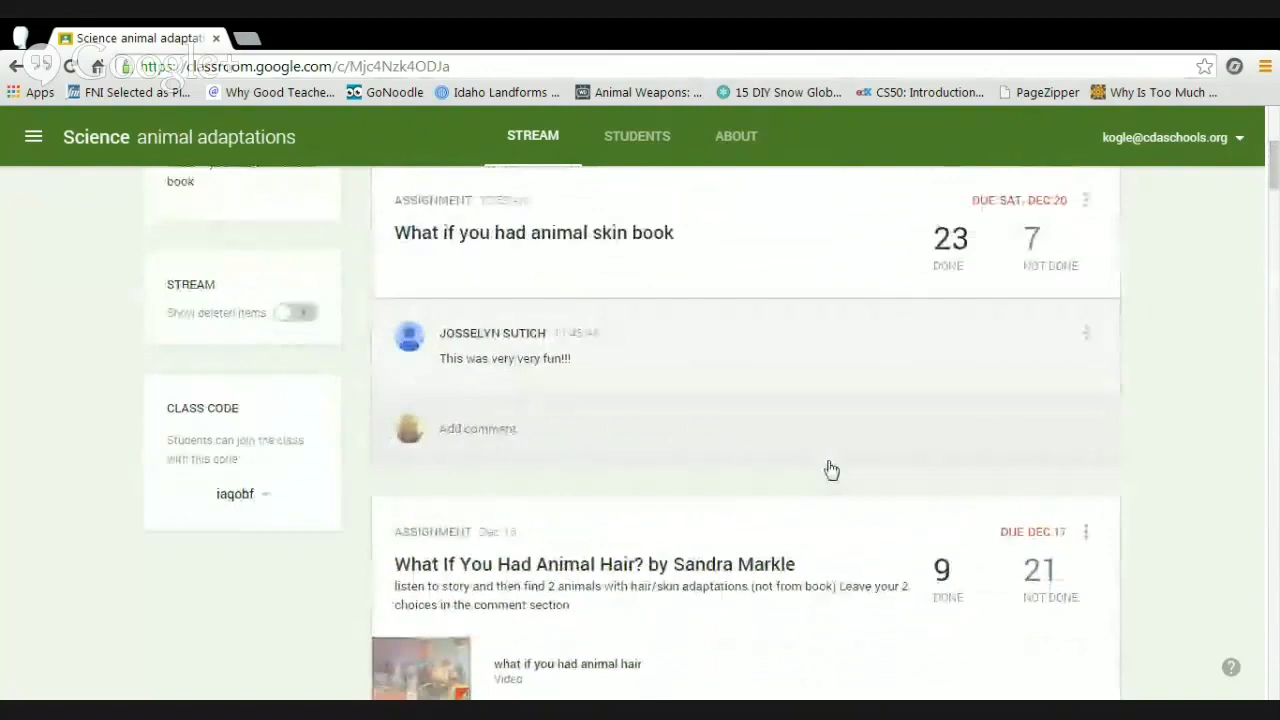 Science animal adaptati
Google+
https://classroom.google.com/c/Mjc4Nzk4ODJa
Apps
FNI Selected as Pl...
Why Good Teache...
GoNoodle
Idaho Landforms ...
Animal Weapons: ...
15 DIY Snow Glob...
CS50: Introduction...
PageZipper
Why Is Too Much ...
Science animal adaptations
STREAM
STUDENTS
ABOUT
kogle@cdaschools.org
book
STREAM
Show deleted items
CLASS CODE
Students can join the class
with this code
iaqobf
ASSIGNMENT
DUE SAT, DEC 20
What if you had animal skin book
23
7
DONE
NOT DONE
JOSSELYN SUTICH
This was very very fun!!!
Add comment
ASSIGNMENT
DUE DEC 17
What If You Had Animal Hair? by Sandra Markle
9
21
listen to story and then find 2 animals with hair/skin adaptations (not from book) Leave your 2
choices in the comment section
DONE
NOT DONE
what if you had animal hair
Video